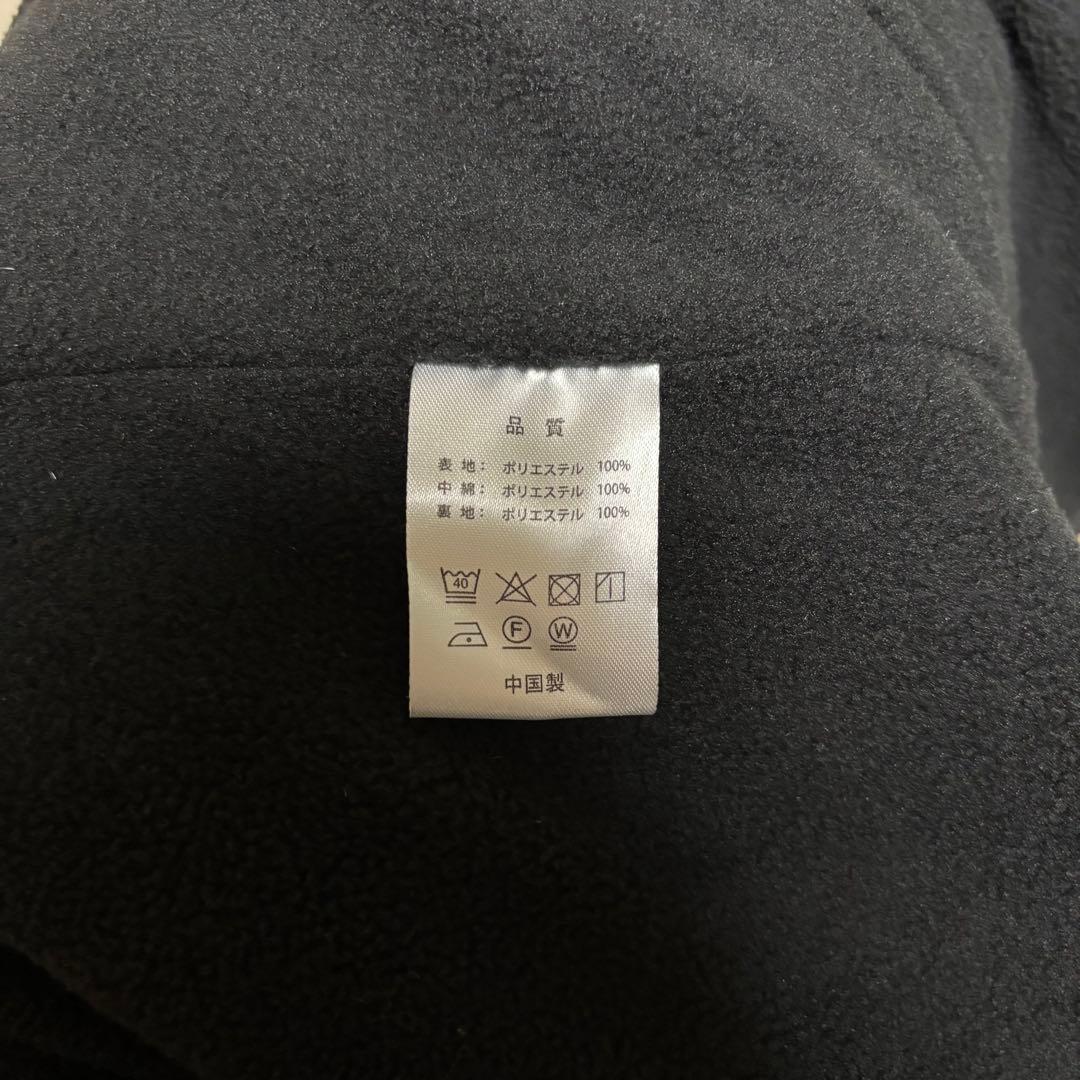 品 質
表 地： ポリエステル 100%
中 綿： ポリエステル 100%
裏 地： ポリエステル 100%
40
F W
中国製